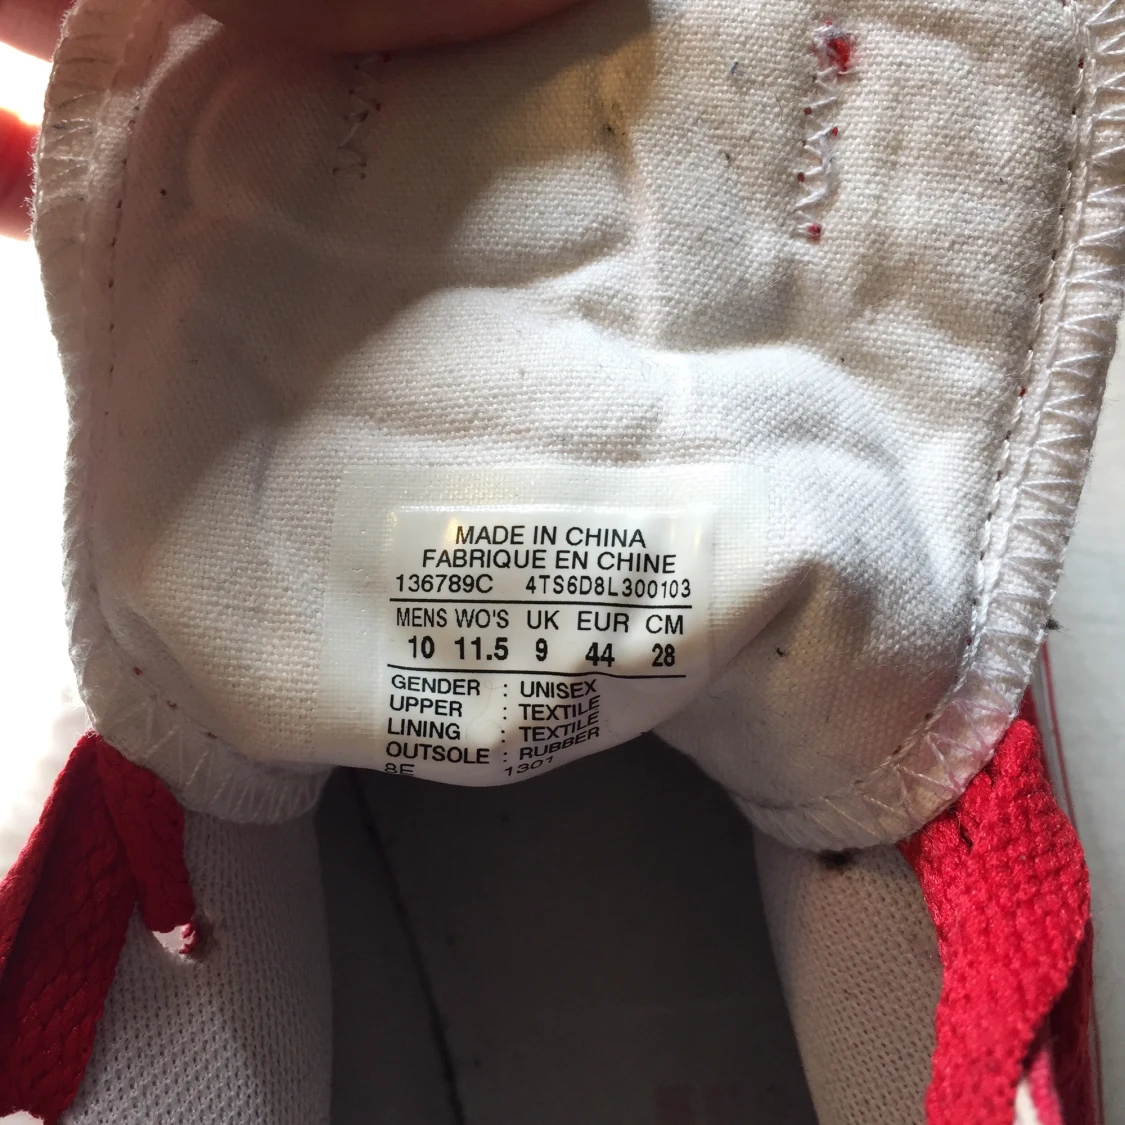 MADE IN CHINA
FABRIQUE EN CHINE
136789C 4TS6D8L300103
MENS WO'S UK EUR CM
10 11.5 9 44 28
GENDER : UNISEX
UPPER : TEXTILE
LINING : TEXTILE
OUTSOLE : RUBBER
8E 1301